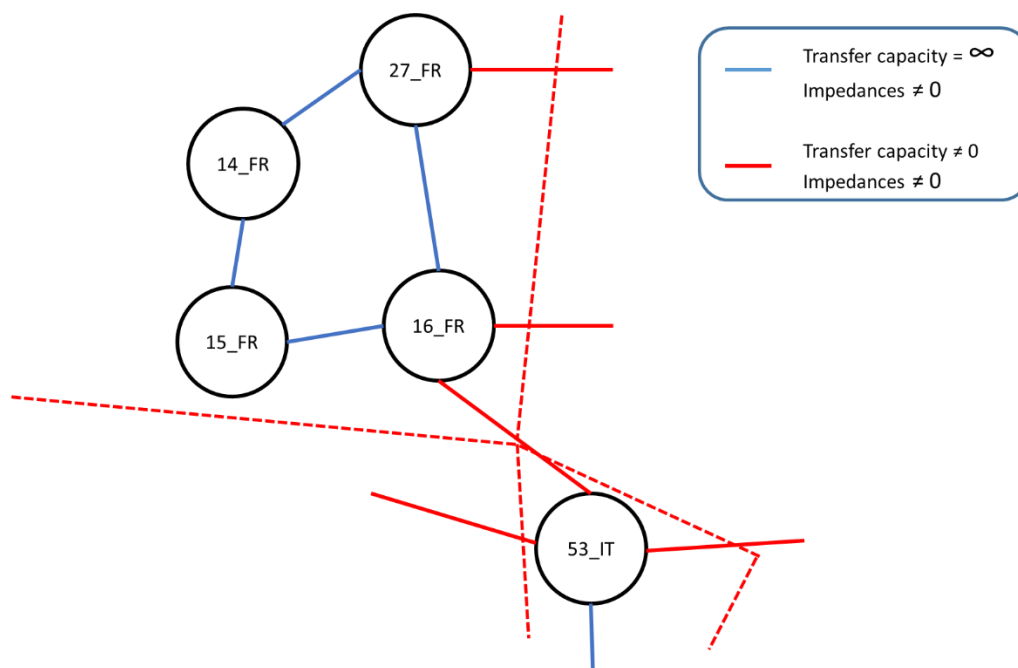 27_FR
14_FR
15_FR
16_FR
53_IT
Transfer capacity = ∞
Impedances ≠ 0
Transfer capacity ≠ 0
Impedances ≠ 0